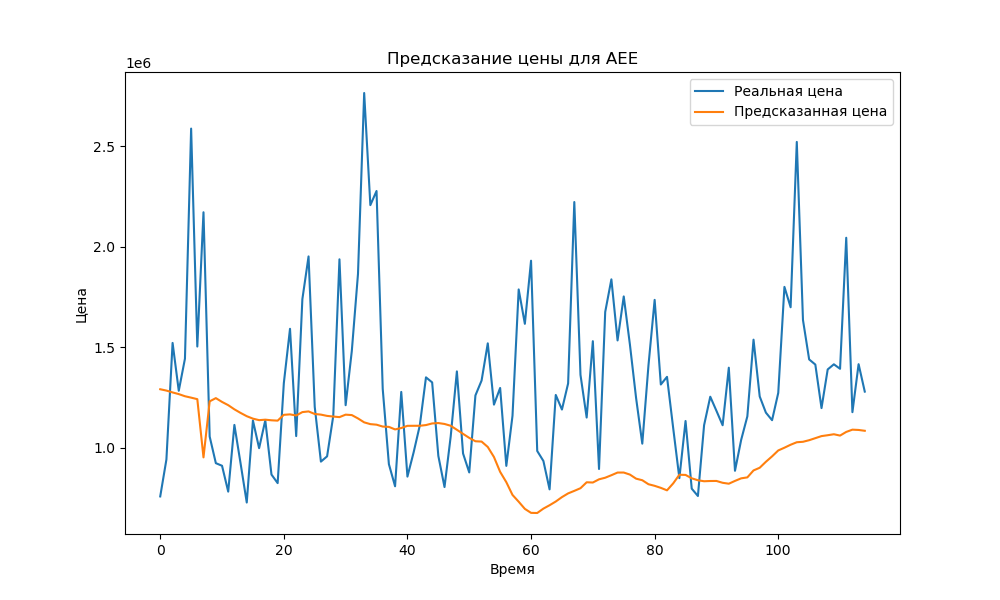 Предсказание цены для AEE
1e6
Реальная цена
Предсказанная цена
2.5
2.0
1.5
1.0
Цена
0 20 40 60 80 100
Время